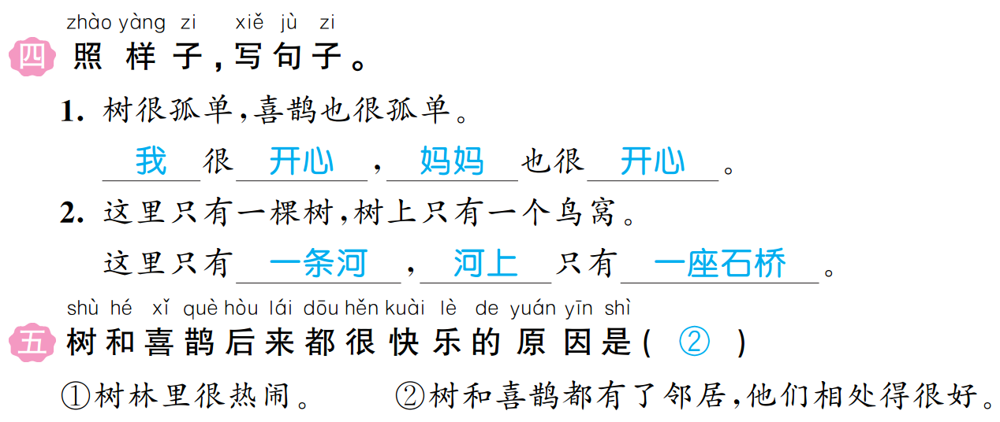 zhào yàng zi xiě jù zi
四 照样子,写句子。
1. 树很孤单,喜鹊也很孤单。
我 很 开心 , 妈妈 也很 开心 。
2. 这里只有一棵树,树上只有一个鸟窝。
这里只有 一条河 , 河上 只有 一座石桥 。
shù hé xǐ què hòu lái dōu hěn kuài lè de yuán yīn shì
五 树和喜鹊后来都很快乐的原因是( ② )
①树林里很热闹。 ②树和喜鹊都有了邻居,他们相处得很好。